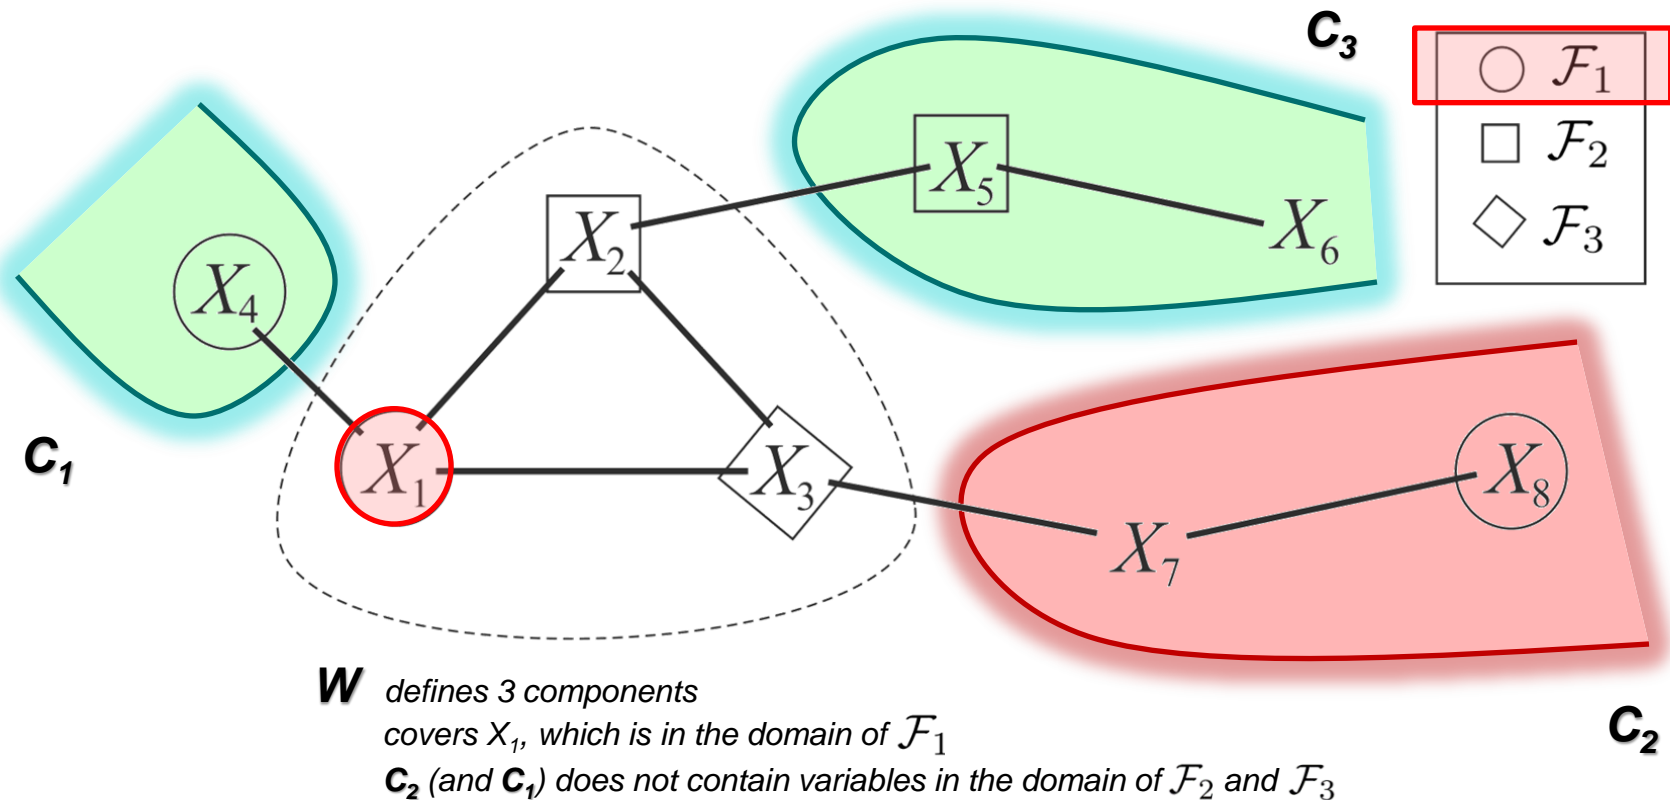 C₃
ℱ₁
ℱ₂
ℱ₃
X₅
X₂
X₆
X₄
C₁
X₁
X₃
X₈
X₇
W defines 3 components
covers X₁, which is in the domain of ℱ₁
C₂ (and C₁) does not contain variables in the domain of ℱ₂ and ℱ₃
C₂